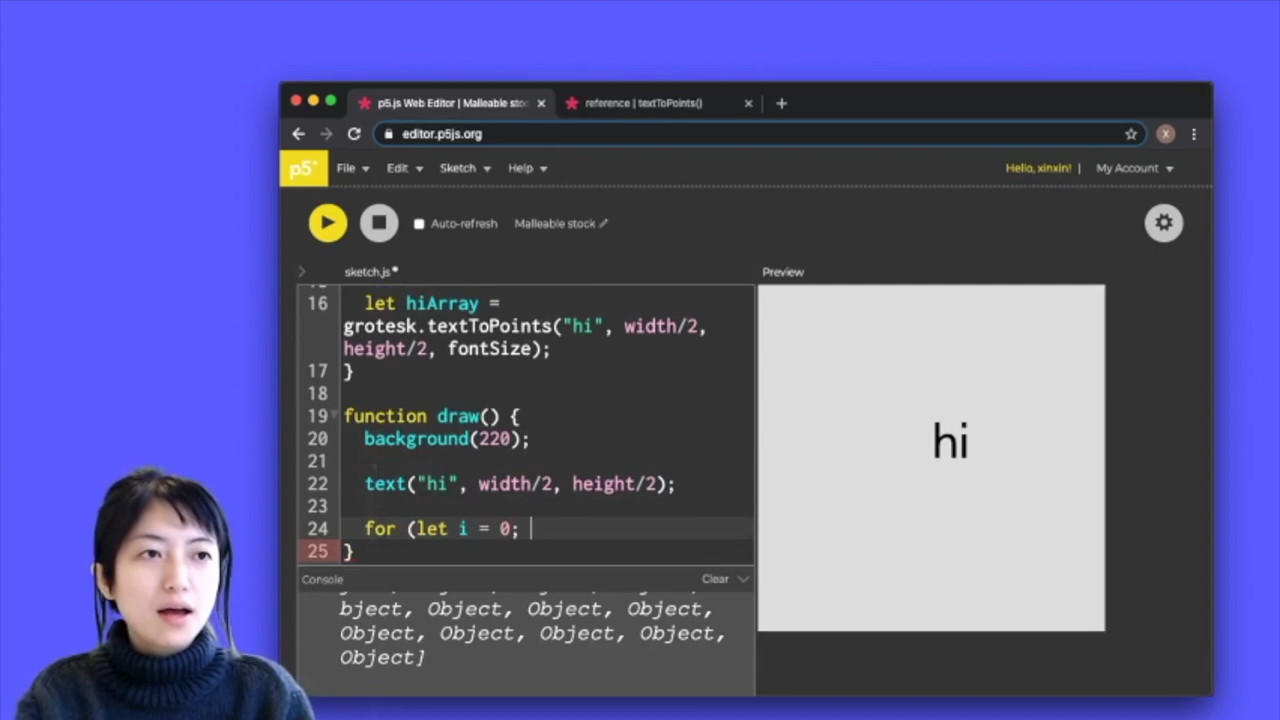 p5.js Web Editor | Malleable stoc
reference | textToPoints()
editor.p5js.org
X
p5*
File
Edit
Sketch
Help
Hello, xinxin! |
My Account
Auto-refresh
Malleable stock
sketch.js
Preview
16 let hiArray =
grotesk.textToPoints("hi", width/2,
height/2, fontSize);
17 }
18
19 function draw() {
20 background(220);
21
22 text("hi", width/2, height/2);
23
24 for (let i = 0;
25 }
hi
Console
Clear
bject, Object, Object, Object,
Object, Object, Object, Object,
Object]